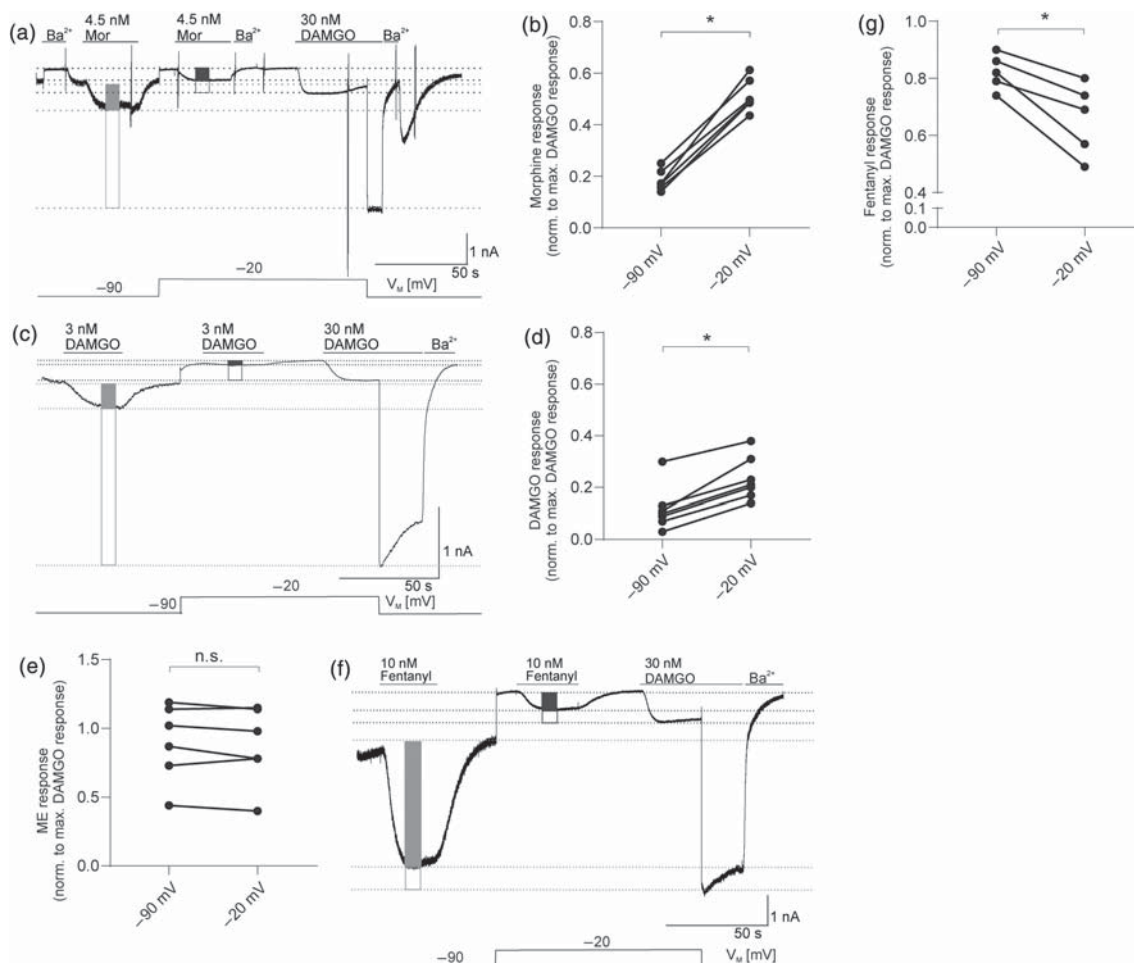 (a)
Ba²⁺ 4.5 nM Mor 4.5 nM Mor Ba²⁺ 30 nM DAMGO Ba²⁺
1 nA
50 s
−20
−90
V_M [mV]
(b)
*
Morphine response
(norm. to max. DAMGO response)
0.8
0.6
0.4
0.2
0.0
−90 mV
−20 mV
(g)
*
Fentanyl response
(norm. to max. DAMGO response)
1.0
0.8
0.6
0.4
0.1
0.0
−90 mV
−20 mV
(c)
3 nM DAMGO 3 nM DAMGO 30 nM DAMGO Ba²⁺
1 nA
50 s
−20
−90
V_M [mV]
(d)
*
DAMGO response
(norm. to max. DAMGO response)
0.8
0.6
0.4
0.2
0.0
−90 mV
−20 mV
(e)
n.s.
ME response
(norm. to max. DAMGO response)
1.5
1.0
0.5
0.0
−90 mV
−20 mV
(f)
10 nM Fentanyl 10 nM Fentanyl 30 nM DAMGO Ba²⁺
1 nA
50 s
−20
−90
V_M [mV]